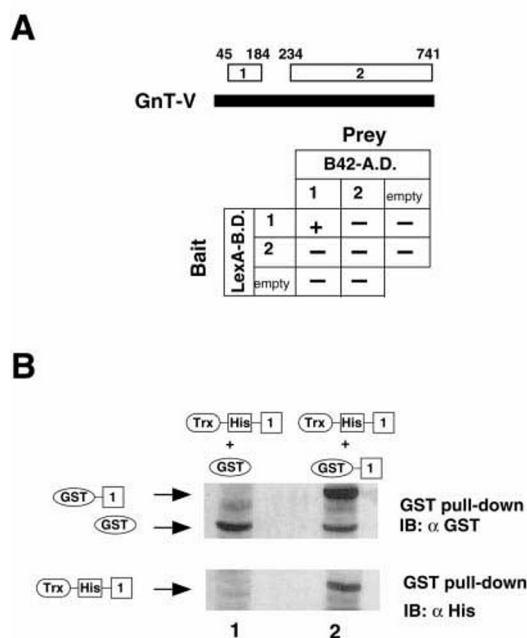 A
45 184 234 741
1 2
GnT-V
Prey
B42-A.D.
1 2 empty
Bait
LexA-B.D.
1 + − −
2 − − −
empty − −
B
Trx His 1 Trx His 1
+ +
GST GST 1
GST 1
GST
GST pull-down
IB: α GST
Trx His 1
GST pull-down
IB: α His
1 2